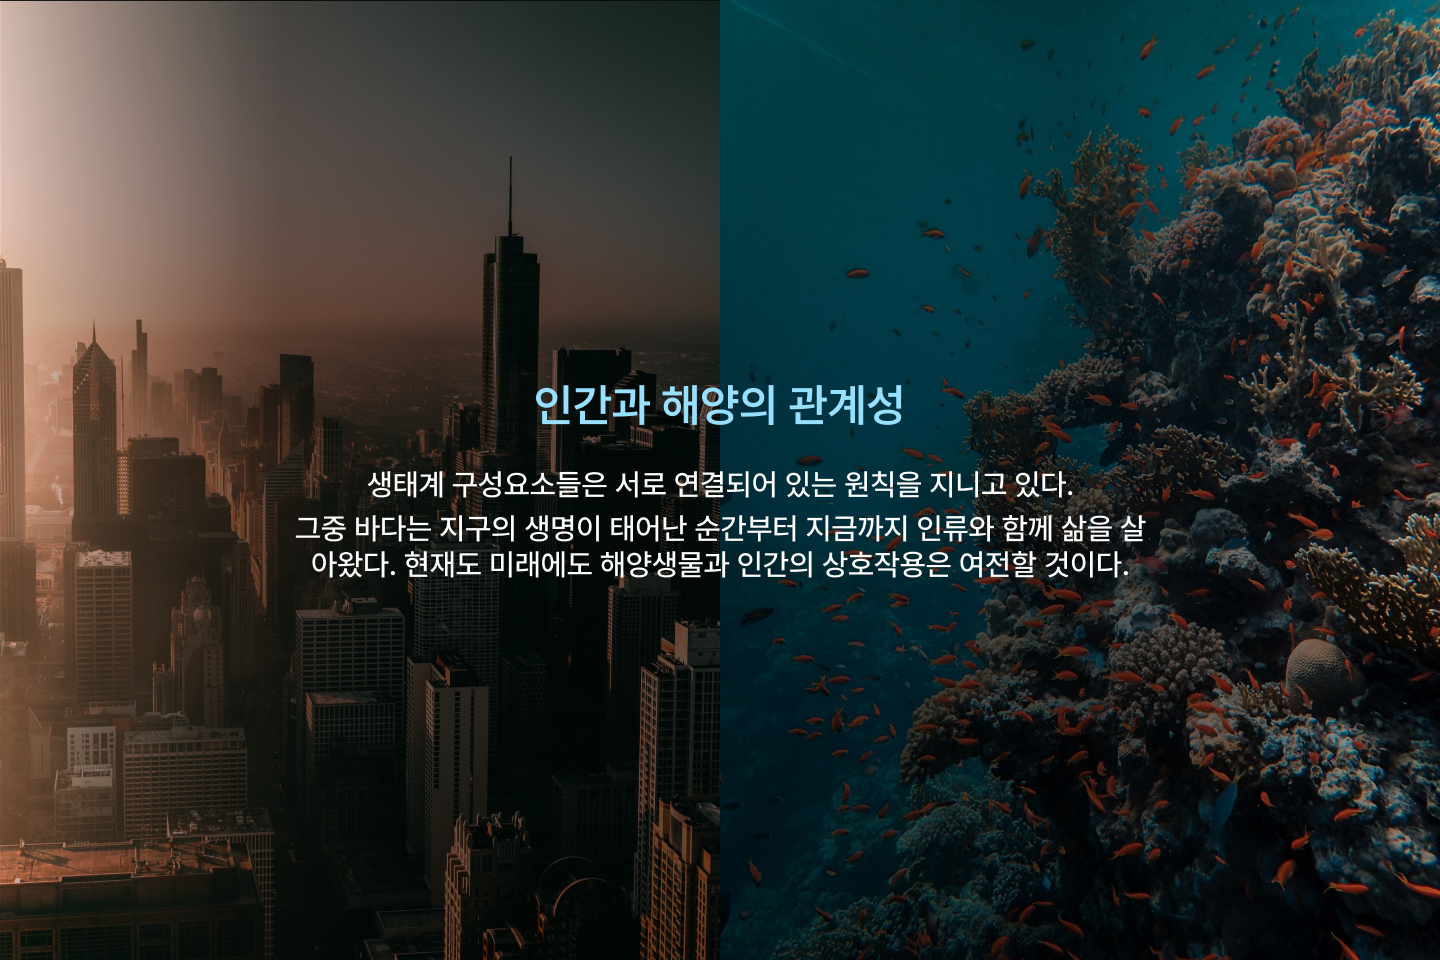 인간과 해양의 관계성
생태계 구성요소들은 서로 연결되어 있는 원칙을 지니고 있다.
그중 바다는 지구의 생명이 태어난 순간부터 지금까지 인류와 함께 삶을 살
아왔다. 현재도 미래에도 해양생물과 인간의 상호작용은 여전할 것이다.